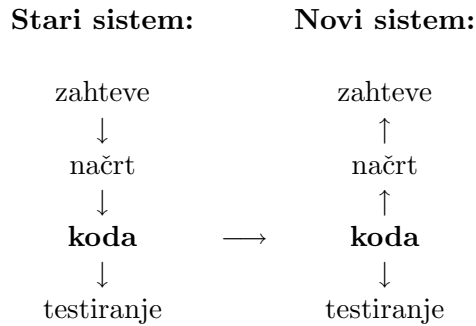 Stari sistem: Novi sistem:
zahteve zahteve
↓ ↑
načrt načrt
↓ ↑
koda ⟶ koda
↓ ↓
testiranje testiranje